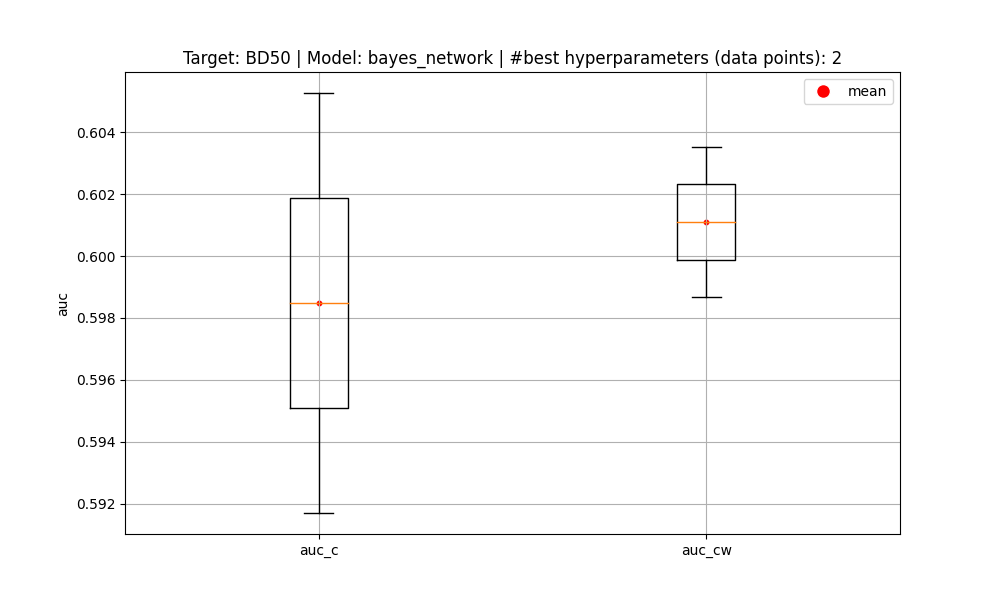 Target: BD50 | Model: bayes_network | #best hyperparameters (data points): 2
mean
0.604
0.602
0.600
0.598
0.596
0.594
0.592
auc
auc_c
auc_cw